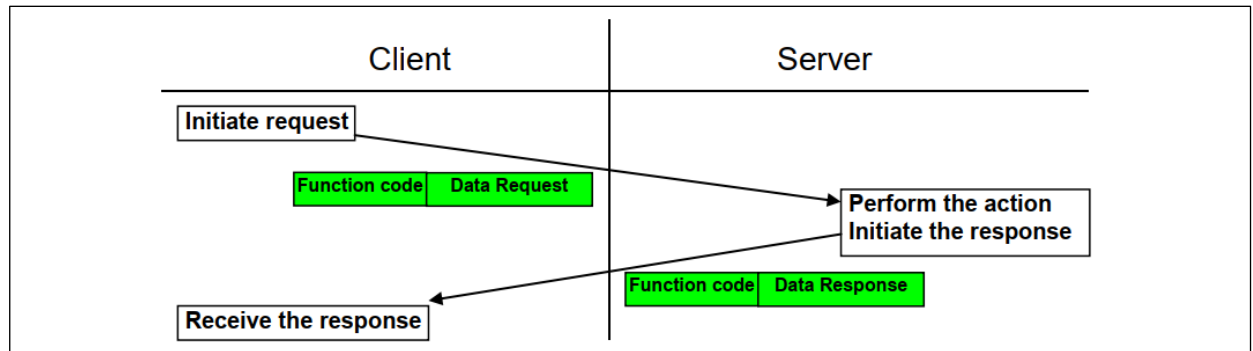 Client
Server
Initiate request
Function code
Data Request
Perform the action
Initiate the response
Function code
Data Response
Receive the response